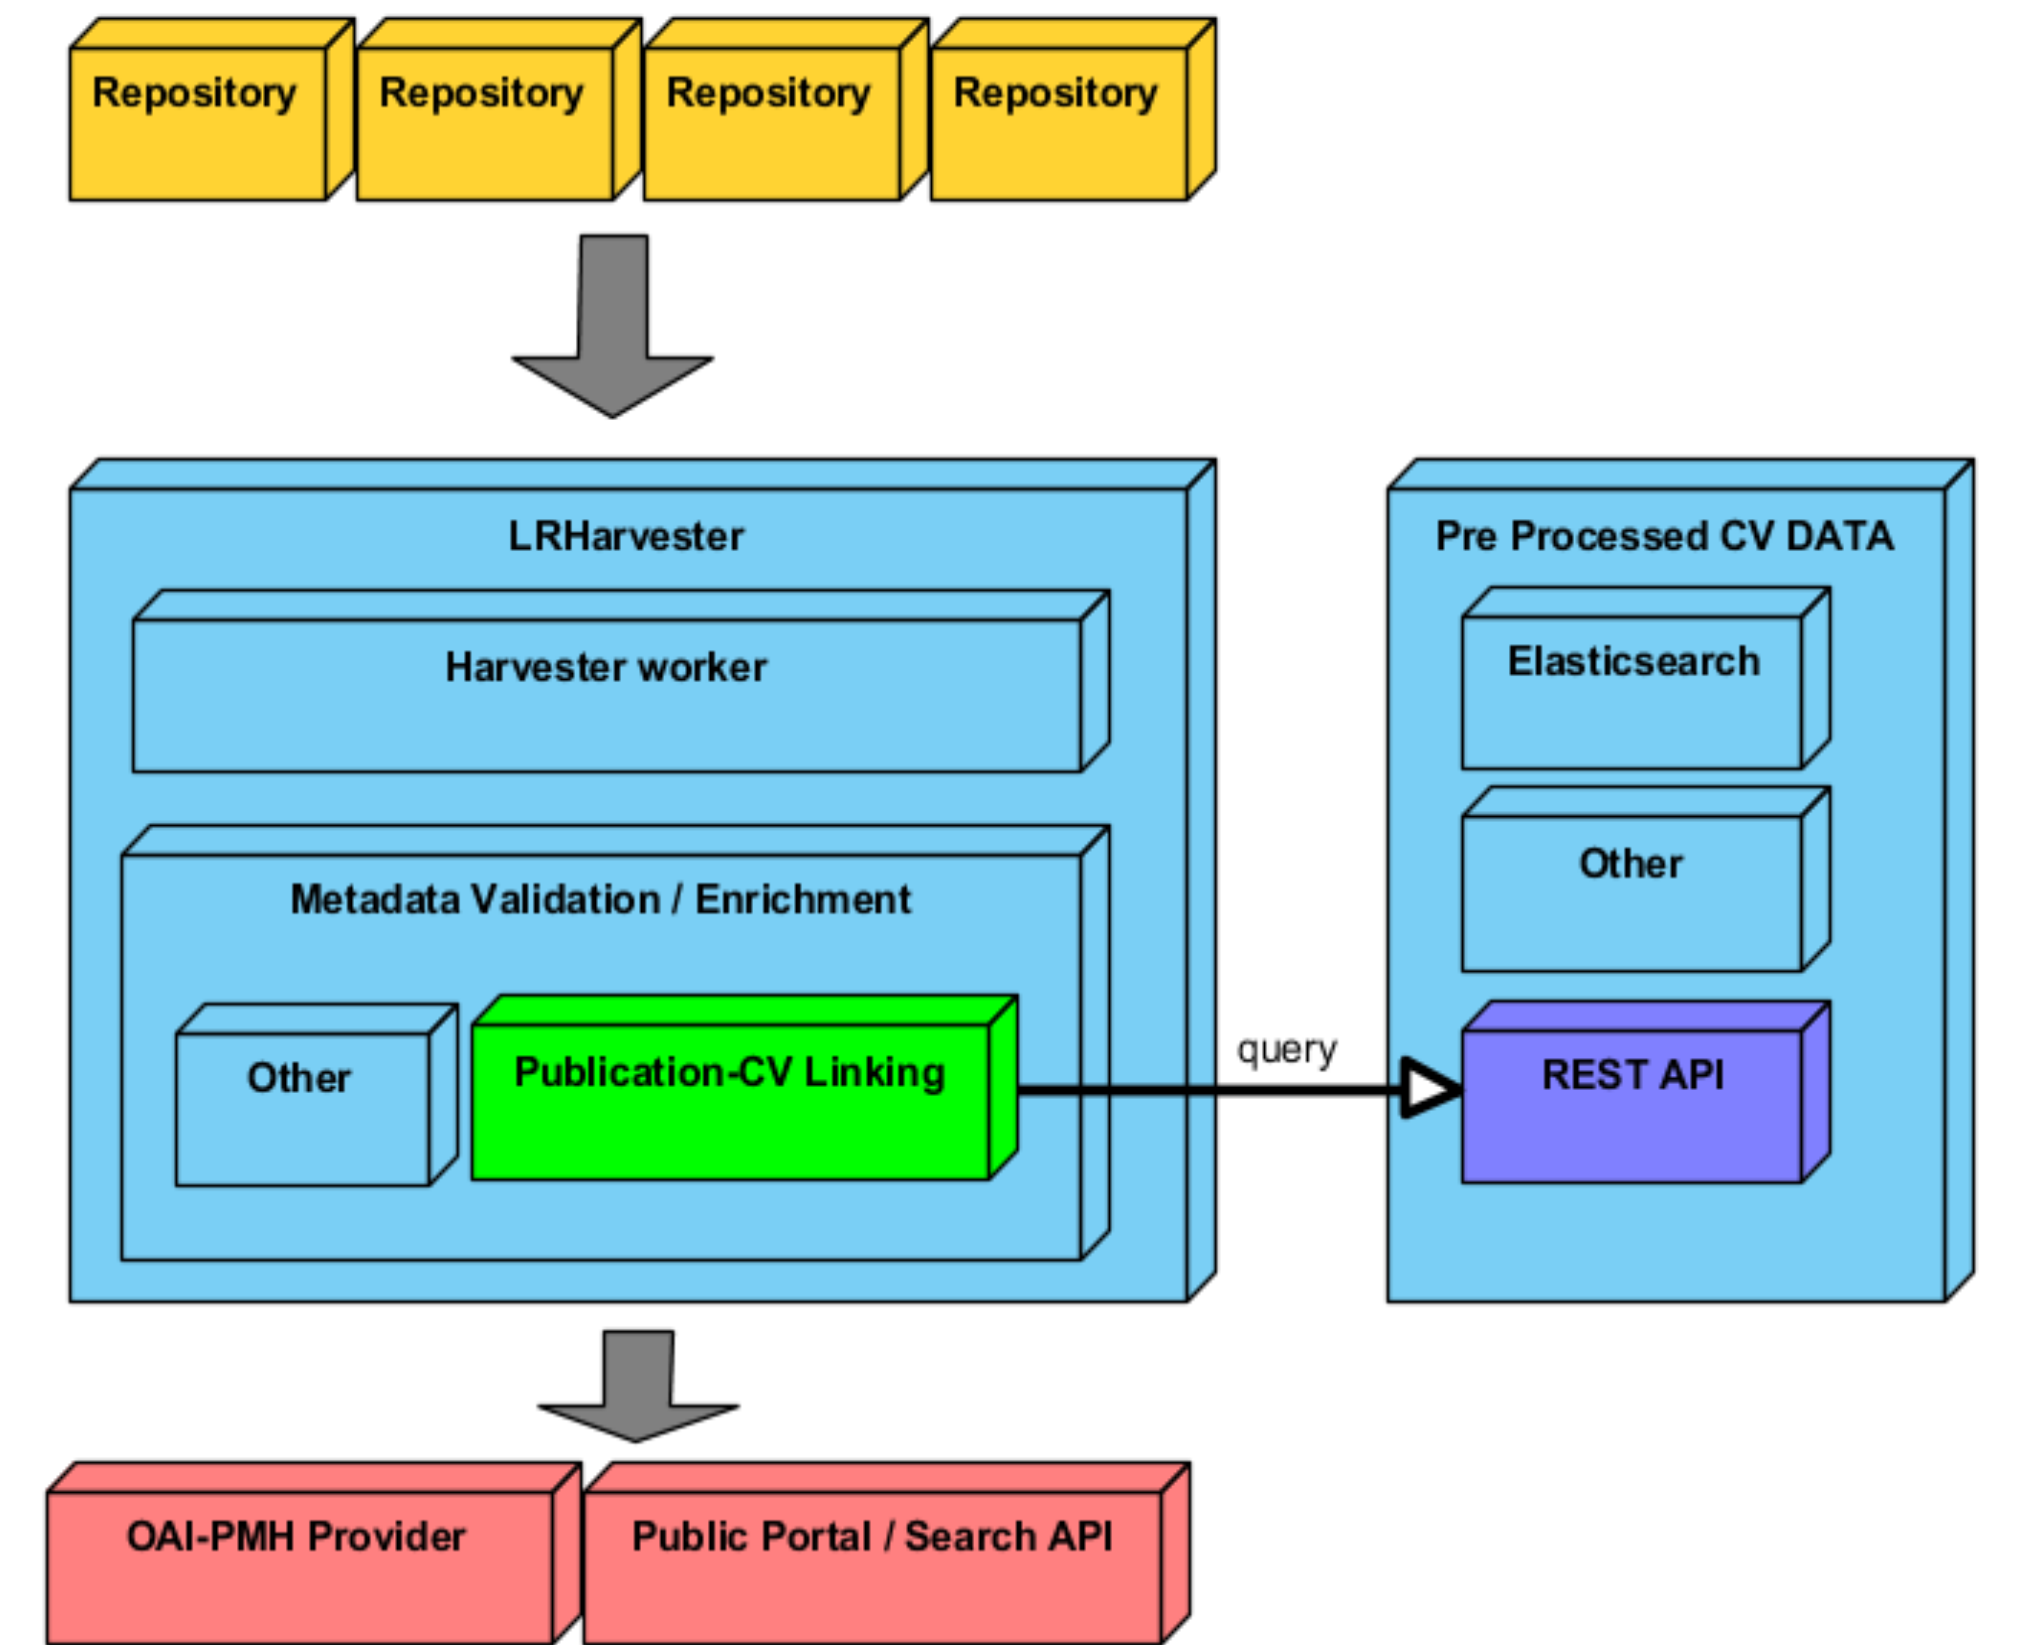 Repository
Repository
Repository
Repository
LRHarvester
Harvester worker
Metadata Validation / Enrichment
Other
Publication-CV Linking
query
Pre Processed CV DATA
Elasticsearch
Other
REST API
OAI-PMH Provider
Public Portal / Search API